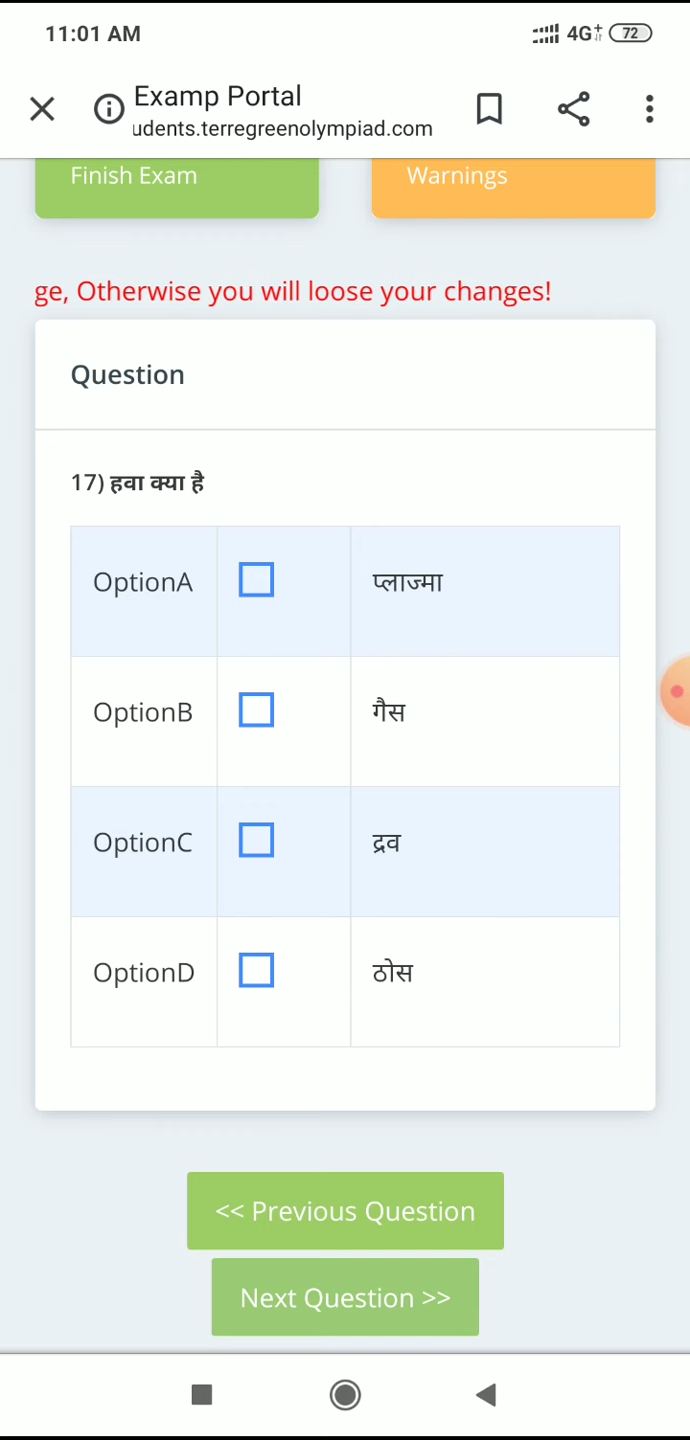 11:01 AM
4G+ 72
Examp Portal
udents.terregreenolympiad.com
Finish Exam
Warnings
ge, Otherwise you will loose your changes!
Question
17) हवा क्या है
OptionA प्लाज्मा
OptionB गैस
OptionC द्रव
OptionD ठोस
<< Previous Question
Next Question >>